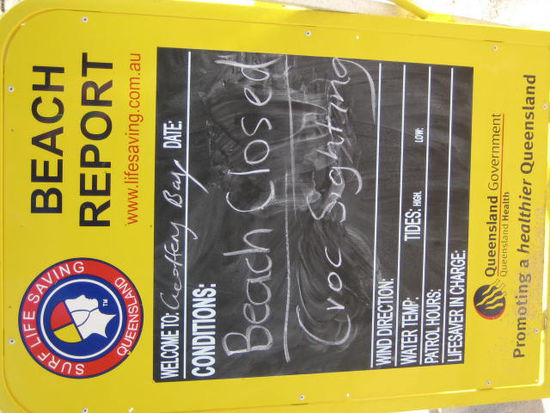 SURF LIFE SAVING
QUEENSLAND
TM
BEACH
REPORT
www.lifesaving.com.au
WELCOME TO: Geoffrey Bay DATE:
CONDITIONS:
Beach Closed
Croc Sighting
WIND DIRECTION:
WATER TEMP: TIDES: HIGH: LOW:
PATROL HOURS:
LIFESAVER IN CHARGE:
Queensland Government
Queensland Health
Promoting a healthier Queensland